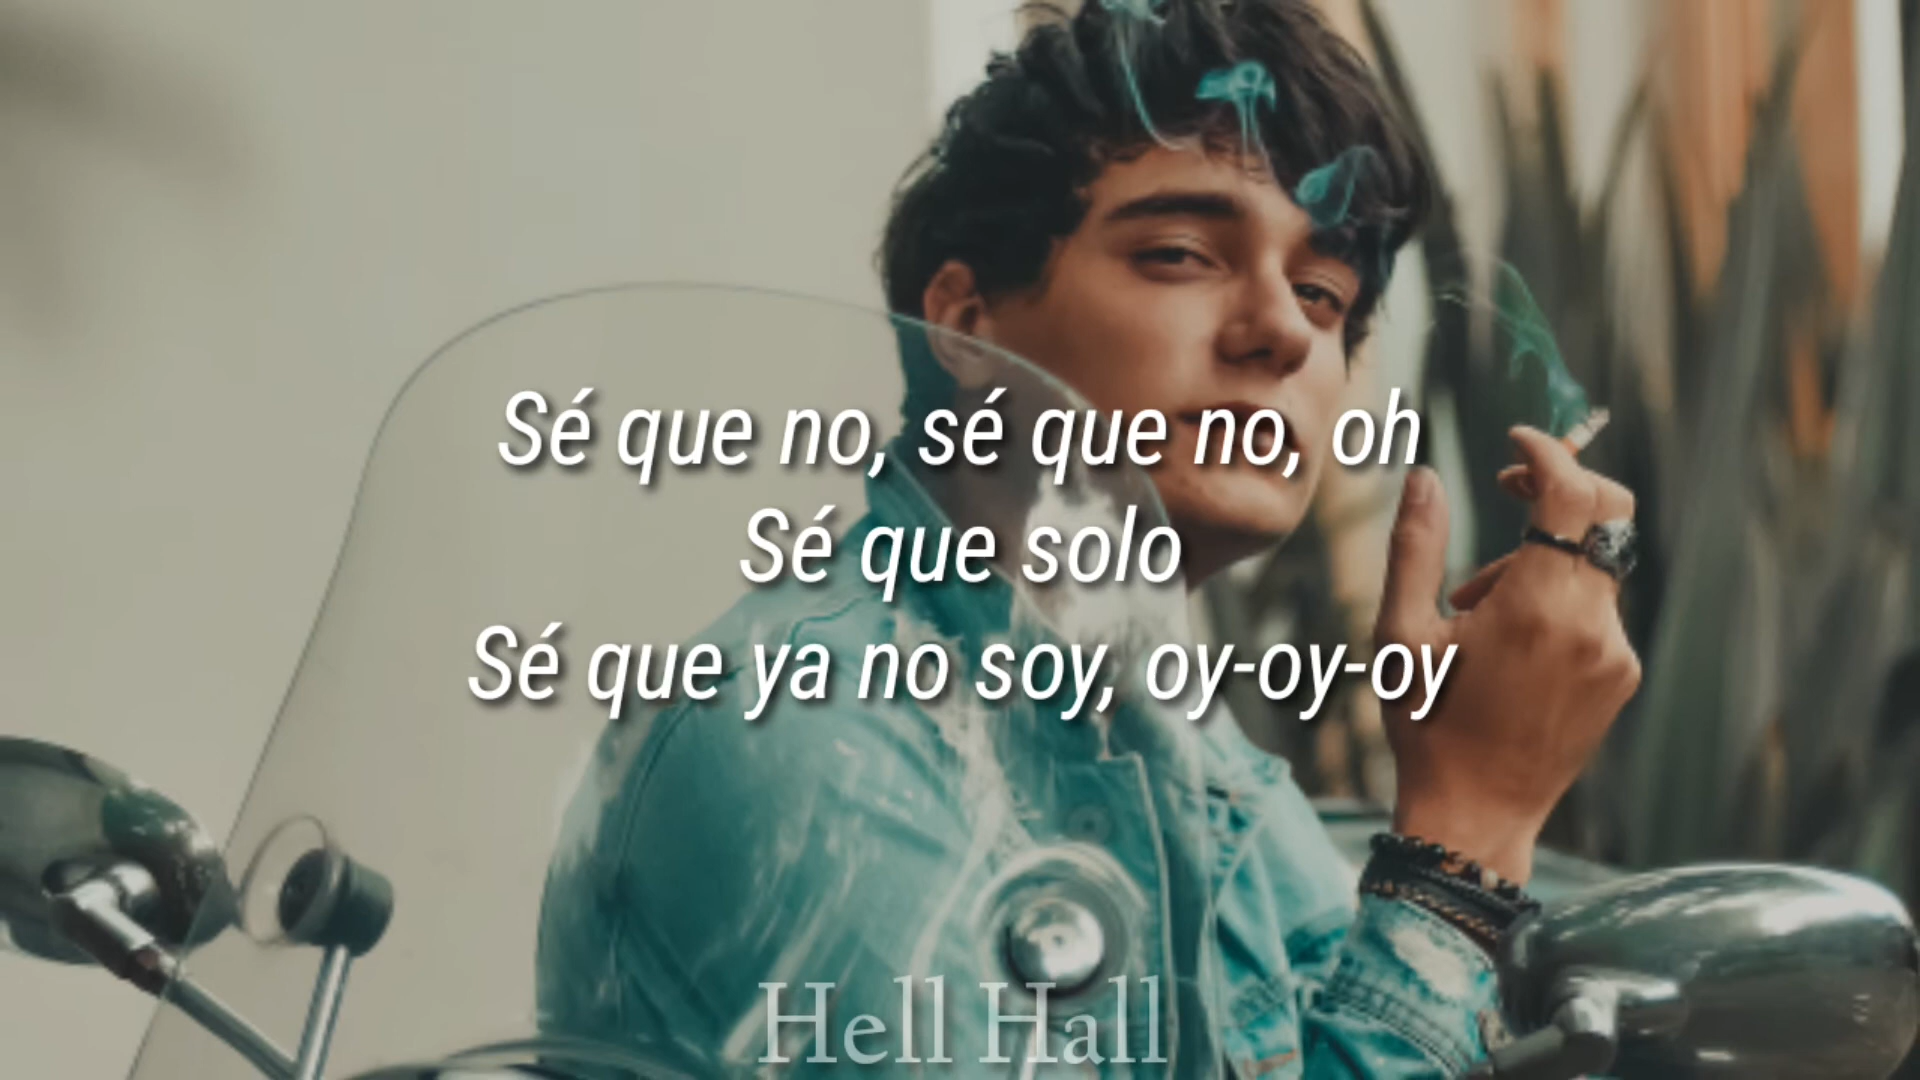 Sé que no, sé que no, oh
Sé que solo
Sé que ya no soy, oy-oy-oy
Hell Hall